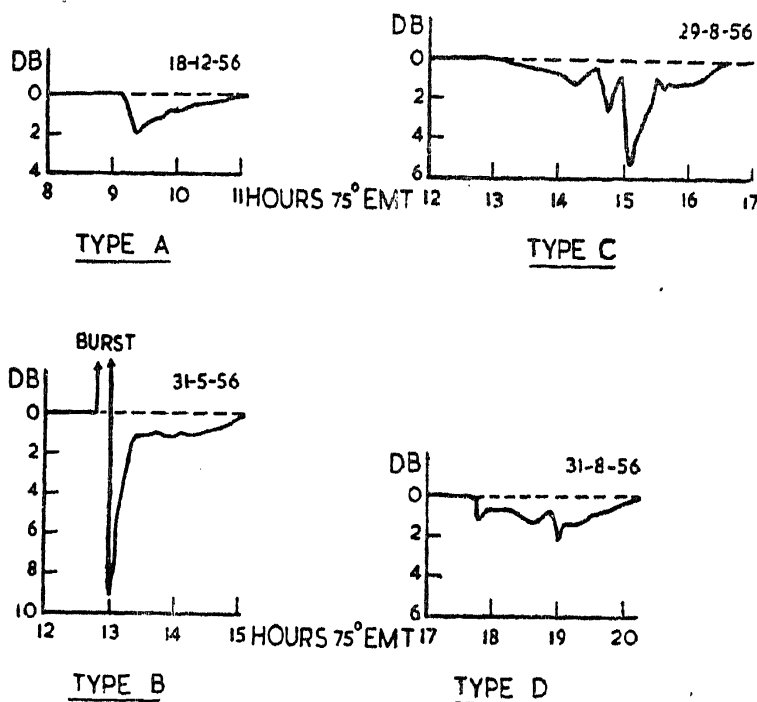 DB
18-12-56
0
2
4
8 9 10 11 HOURS 75° EMT
TYPE A
DB
29-8-56
0
2
4
6
12 13 14 15 16 17
TYPE C
BURST
DB
31-5-56
0
2
4
6
8
10
12 13 14 15 HOURS 75° EMT
TYPE B
DB
31-8-56
0
2
4
6
17 18 19 20
TYPE D